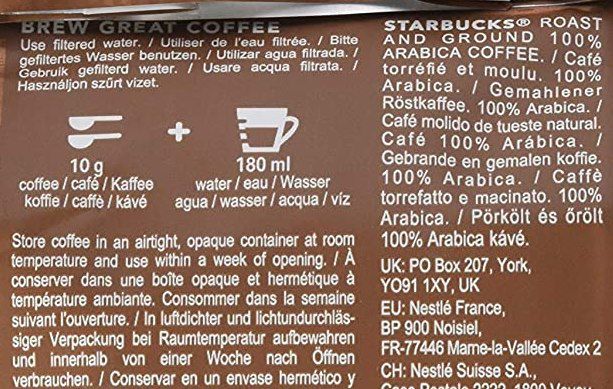 BREW GREAT COFFEE
Use filtered water. / Utiliser de l'eau filtrée. / Bitte
gefiltertes Wasser benutzen. / Utilizar agua filtrada. /
Gebruik gefilterd water. / Usare acqua filtrata. /
Használjon szűrt vizet.
10 g
coffee / café / Kaffee
koffie / caffè / kávé
+
180 ml
water / eau / Wasser
agua / wasser / acqua / víz
Store coffee in an airtight, opaque container at room
temperature and use within a week of opening. / À
conserver dans une boîte opaque et hermétique à
température ambiante. Consommer dans la semaine
suivant l'ouverture. / In luftdichter und lichtundurchläs-
siger Verpackung bei Raumtemperatur aufbewahren
und innerhalb von einer Woche nach Öffnen
verbrauchen. / Conservar en un envase hermético y
STARBUCKS® ROAST
AND GROUND 100%
ARABICA COFFEE. / Café
torréfié et moulu. 100%
Arabica. / Gemahlener
Röstkaffee. 100% Arabica. /
Café molido de tueste natural.
Café 100% Arábica. /
Gebrande en gemalen koffie.
100% Arabica. / Caffè
torrefatto e macinato. 100%
Arabica. / Pörkölt és őrölt
100% Arabica kávé.
UK: PO Box 207, York,
YO91 1XY, UK
EU: Nestlé France,
BP 900 Noisiel,
FR-77446 Marne-la-Vallée Cedex 2
CH: Nestlé Suisse S.A.,
Case Postale 2222, 1800 Vevey